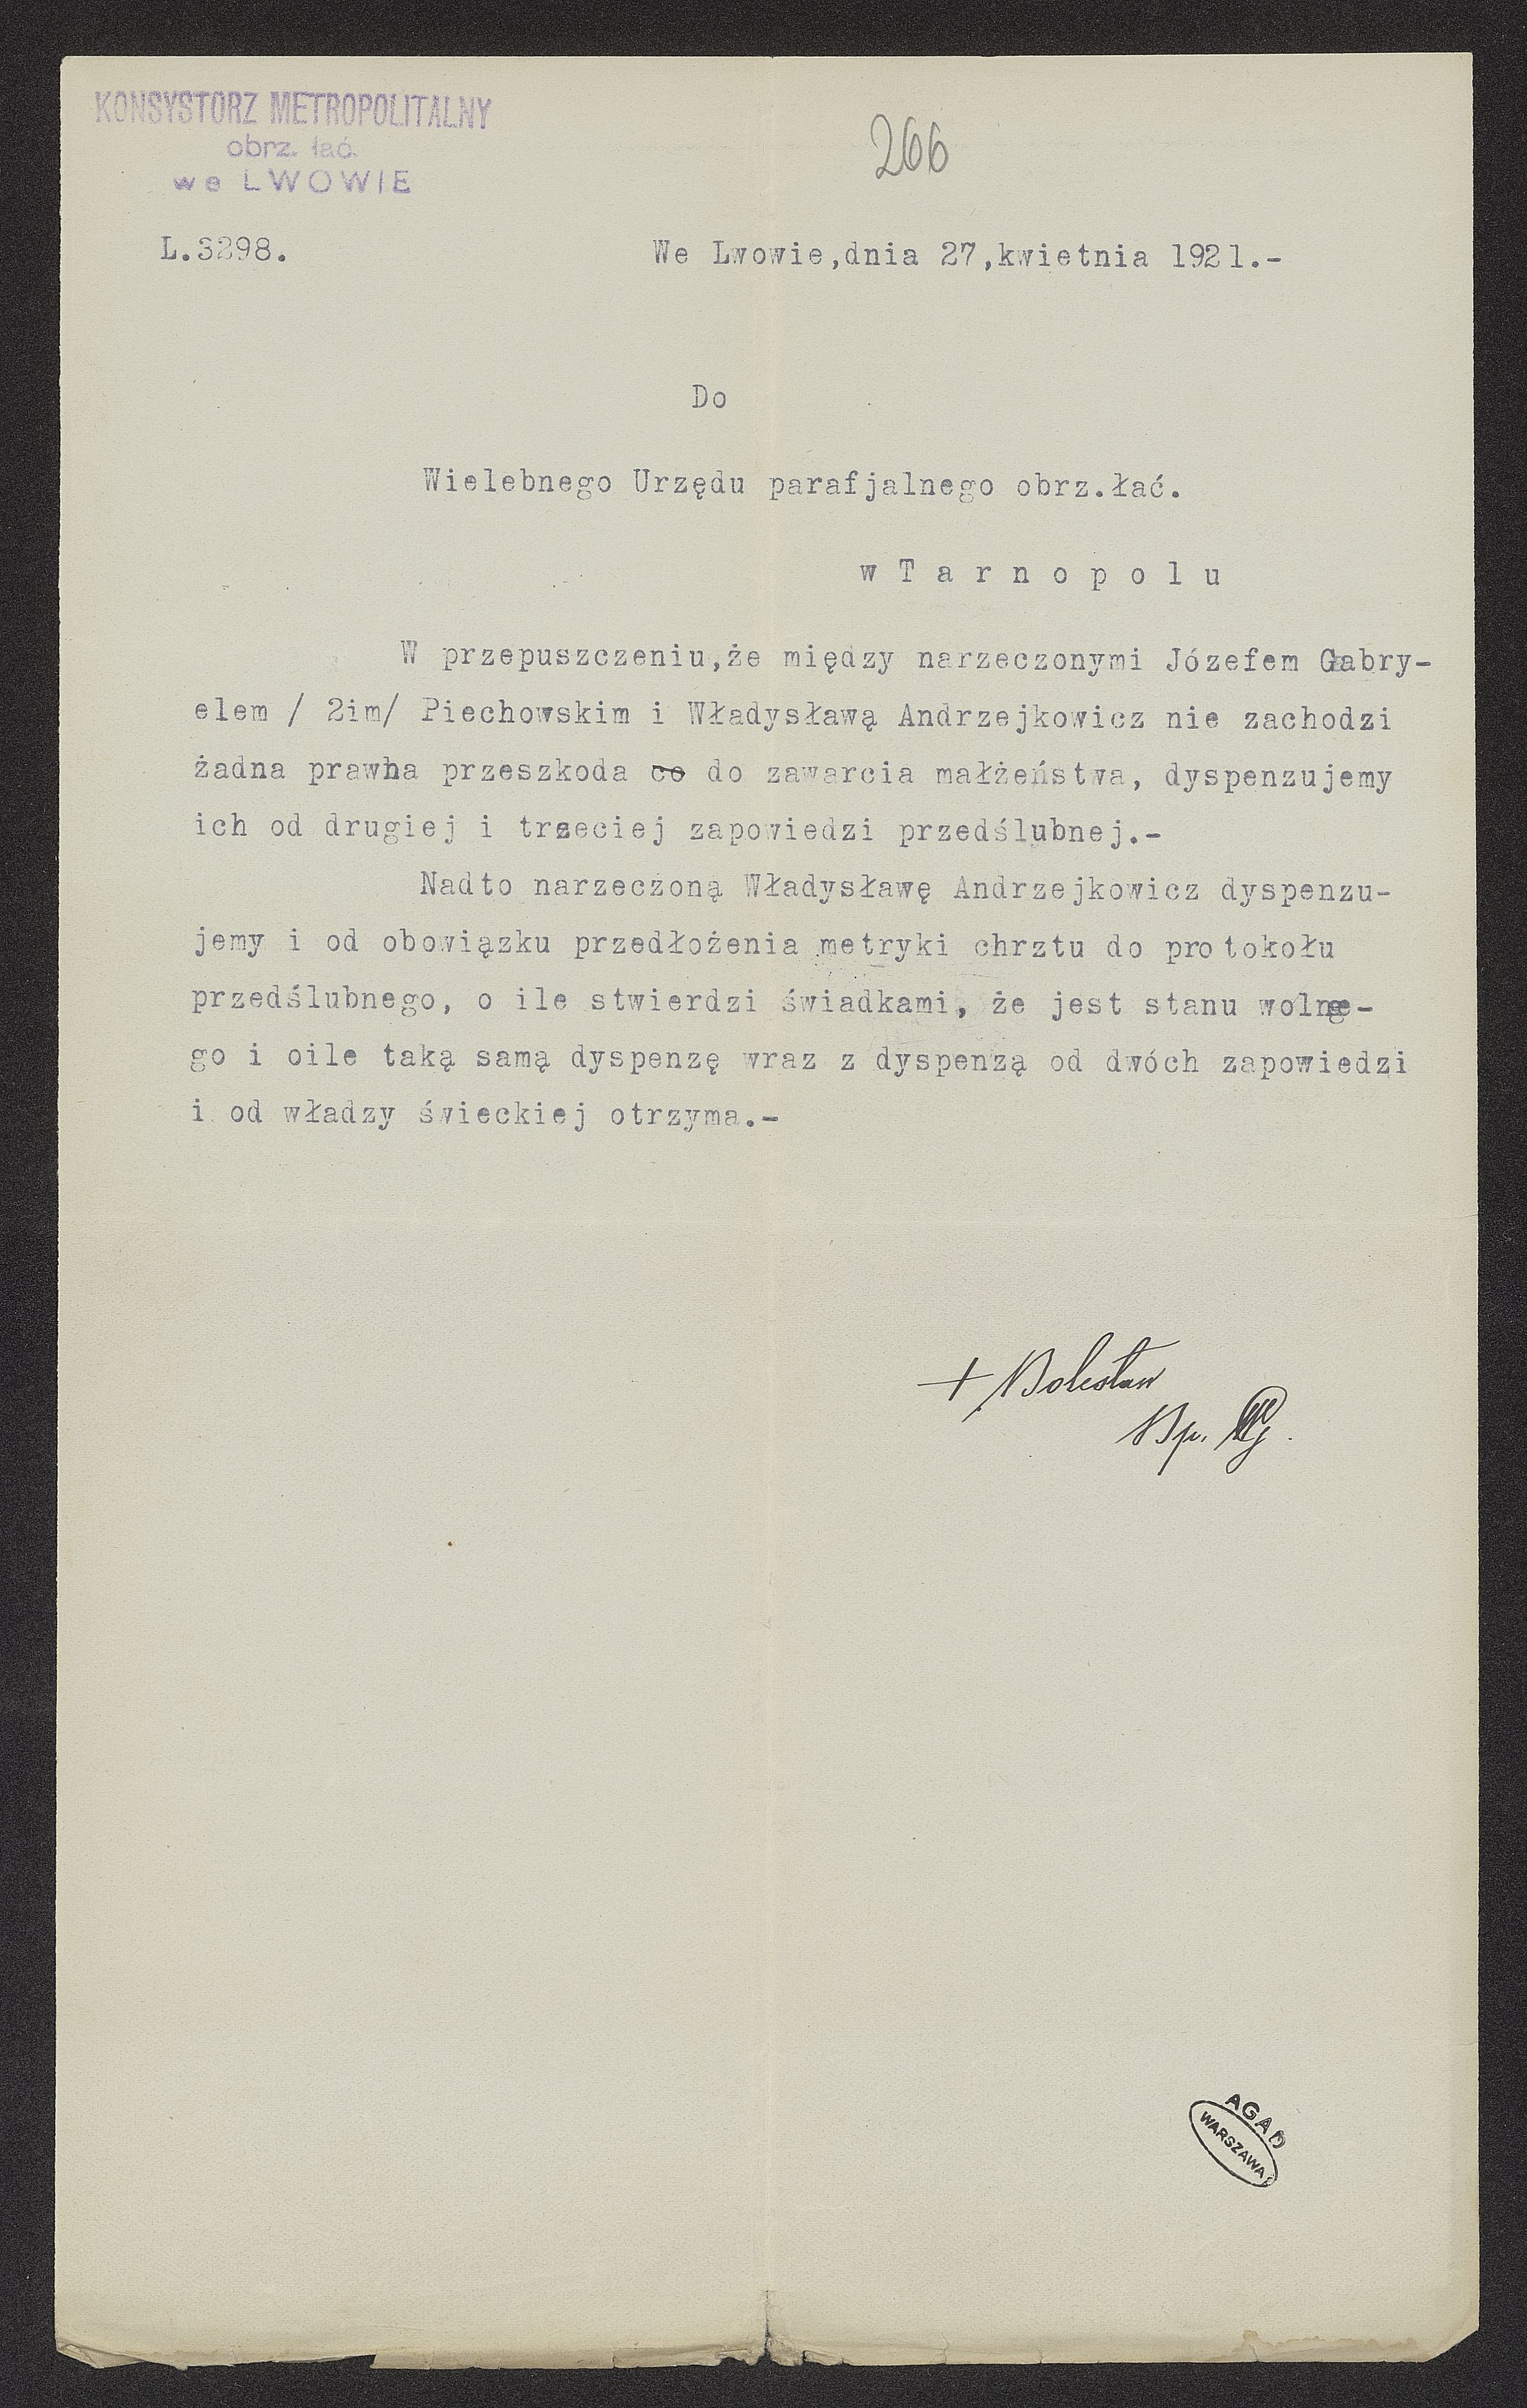 KONSYSTORZ METROPOLITALNY
obrz. łać.
we LWOWIE
266
L.3298.
We Lwowie,dnia 27,kwietnia 1921.-
Do
Wielebnego Urzędu parafjalnego obrz.łać.
w T a r n o p o l u
W przepuszczeniu,że między narzeczonymi Józefem Gabry-
elem / 2im/ Piechowskim i Władysławą Andrzejkowicz nie zachodzi
żadna prawna przeszkoda co do zawarcia małżeństwa, dyspenzujemy
ich od drugiej i trzeciej zapowiedzi przedślubnej.-
Nadto narzeczoną Władysławę Andrzejkowicz dyspenzu-
jemy i od obowiązku przedłożenia metryki chrztu do protokołu
przedślubnego, o ile stwierdzi świadkami, że jest stanu wolne-
go i oile taką samą dyspenzę wraz z dyspenzą od dwóch zapowiedzi
i od władzy świeckiej otrzyma.-
+ Bolesław
Bp.
AGAD
WARSZAWA